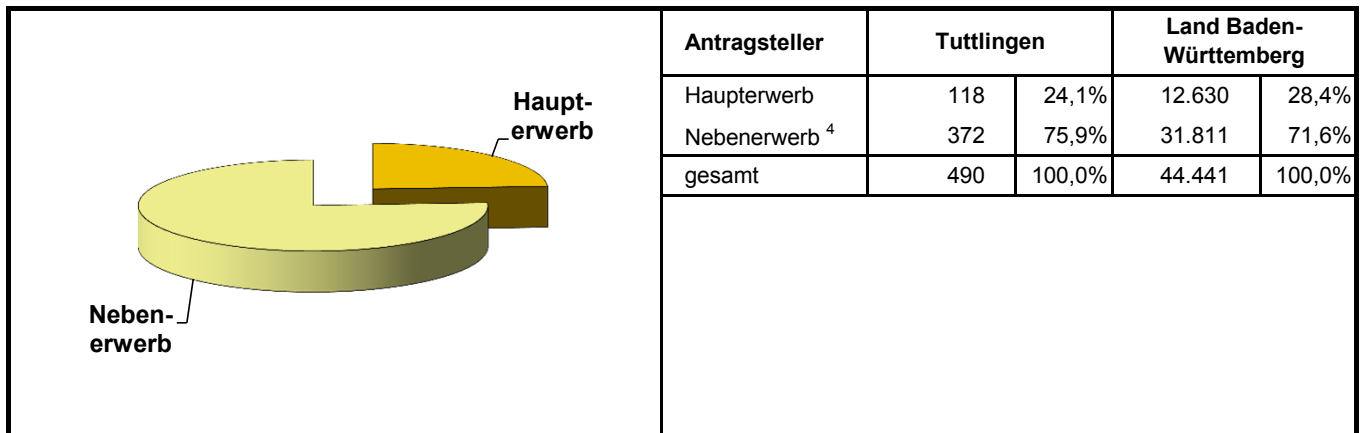 Haupt-
erwerb
Neben-
erwerb
Antragsteller Tuttlingen Land Baden-
Württemberg
Haupterwerb 118 24,1% 12.630 28,4%
Nebenerwerb 4 372 75,9% 31.811 71,6%
gesamt 490 100,0% 44.441 100,0%